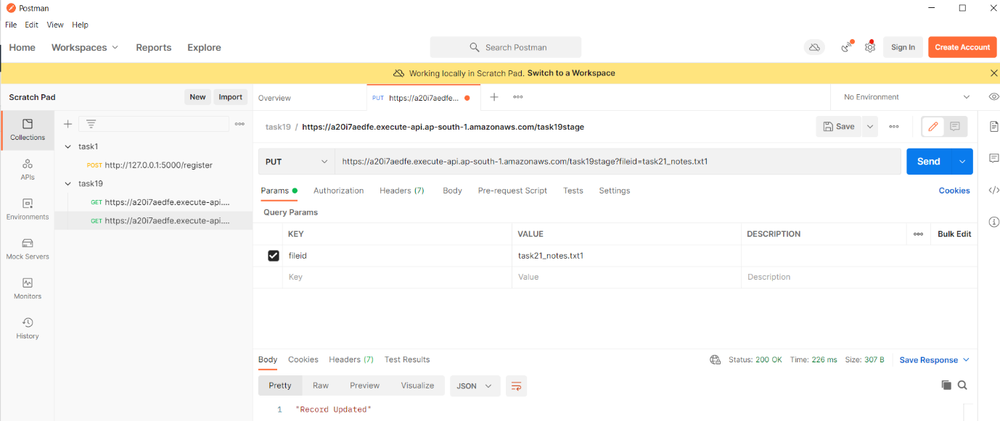 Postman
File Edit View Help
Home Workspaces Reports Explore Search Postman Sign In Create Account
Working locally in Scratch Pad. Switch to a Workspace
Scratch Pad New Import Overview PUT https://a20i7aedfe... No Environment
task19 / https://a20i7aedfe.execute-api.ap-south-1.amazonaws.com/task19stage Save
Collections
APIs
Environments
Mock Servers
Monitors
History
task1
POST http://127.0.0.1:5000/register
task19
GET https://a20i7aedfe.execute-api....
GET https://a20i7aedfe.execute-api....
PUT https://a20i7aedfe.execute-api.ap-south-1.amazonaws.com/task19stage?fileid=task21_notes.txt1 Send
Params Authorization Headers (7) Body Pre-request Script Tests Settings Cookies
Query Params
KEY VALUE DESCRIPTION Bulk Edit
fileid task21_notes.txt1
Key Value Description
Body Cookies Headers (7) Test Results Status: 200 OK Time: 226 ms Size: 307 B Save Response
Pretty Raw Preview Visualize JSON
1 "Record Updated"